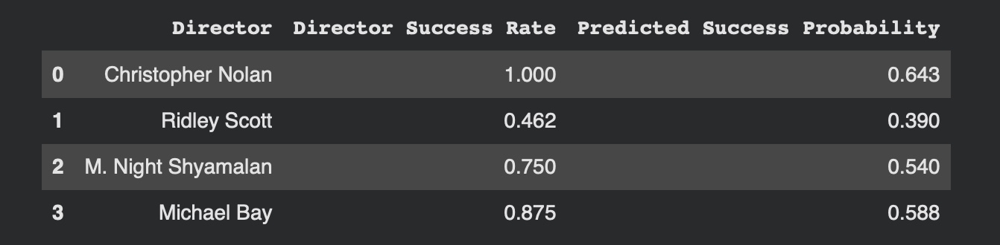 Director Director Success Rate Predicted Success Probability
0 Christopher Nolan 1.000 0.643
1 Ridley Scott 0.462 0.390
2 M. Night Shyamalan 0.750 0.540
3 Michael Bay 0.875 0.588